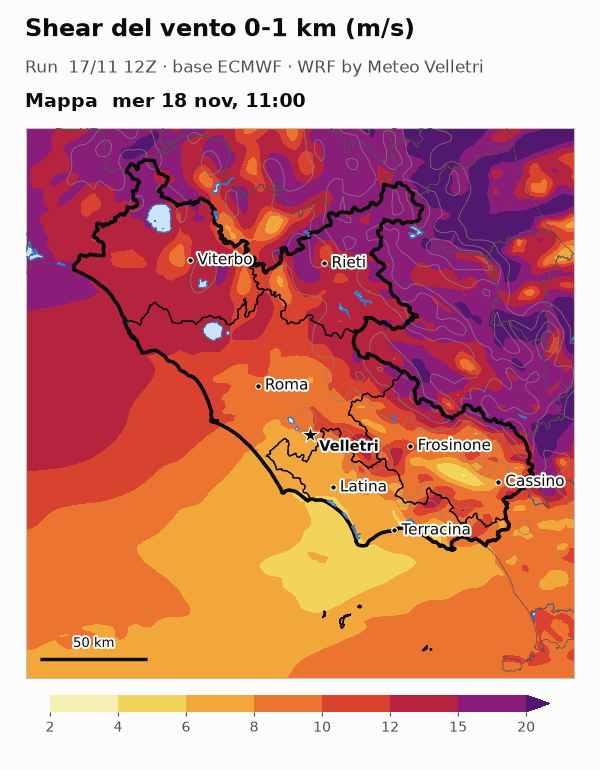 Shear del vento 0-1 km (m/s)
Run  17/11 12Z · base ECMWF · WRF by Meteo Velletri
Mappa  mer 18 nov, 11:00
Viterbo
Rieti
Roma
Velletri
Frosinone
Cassino
Latina
Terracina
50 km
2 4 6 8 10 12 15 20